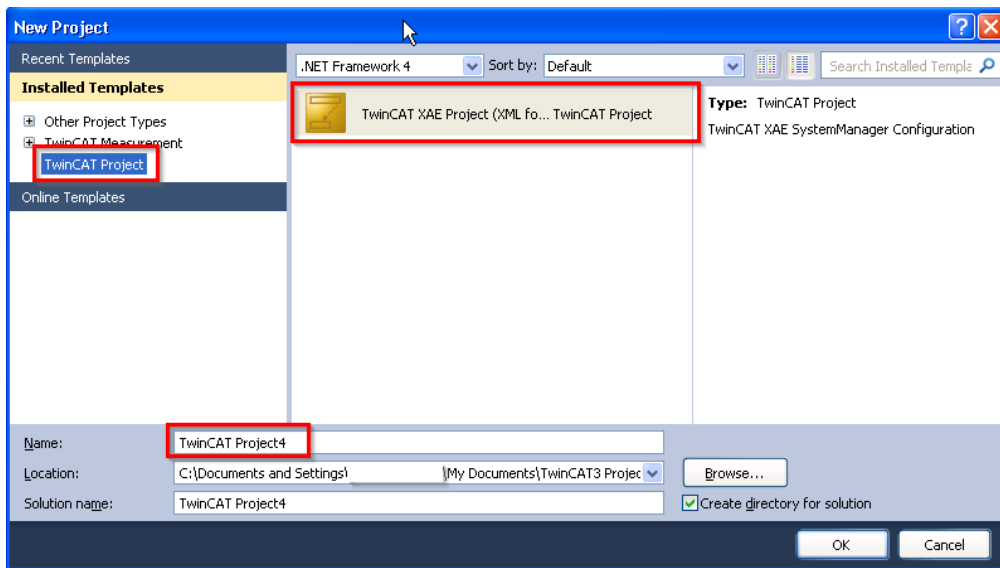 New Project
Recent Templates
.NET Framework 4
Sort by: Default
Search Installed Temple
Installed Templates
Other Project Types
TwinCAT Measurement
TwinCAT Project
Online Templates
TwinCAT XAE Project (XML fo... TwinCAT Project
Type: TwinCAT Project
TwinCAT XAE SystemManager Configuration
Name: TwinCAT Project4
Location: C:\Documents and Settings\ \My Documents\TwinCAT3 Projec
Browse...
Solution name: TwinCAT Project4
Create directory for solution
OK
Cancel